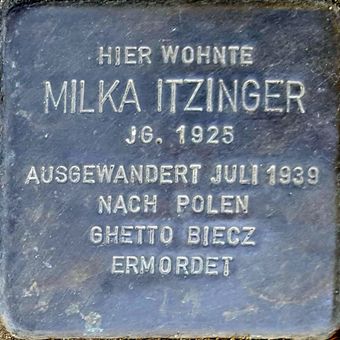 HIER WOHNTE
MILKA ITZINGER
JG. 1925
AUSGEWANDERT JULI 1939
NACH POLEN
GHETTO BIECZ
ERMORDET